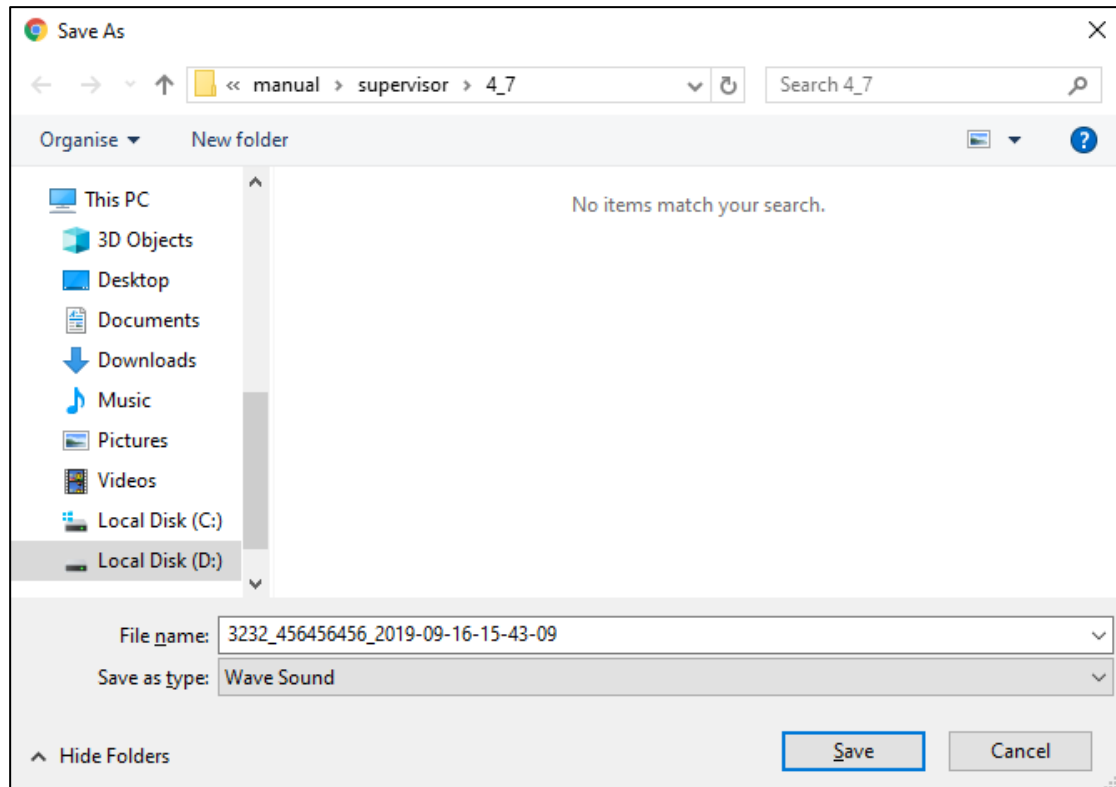 Save As
« manual › supervisor › 4_7
Search 4_7
Organise
New folder
No items match your search.
This PC
3D Objects
Desktop
Documents
Downloads
Music
Pictures
Videos
Local Disk (C:)
Local Disk (D:)
File name: 3232_456456456_2019-09-16-15-43-09
Save as type: Wave Sound
Hide Folders
Save
Cancel